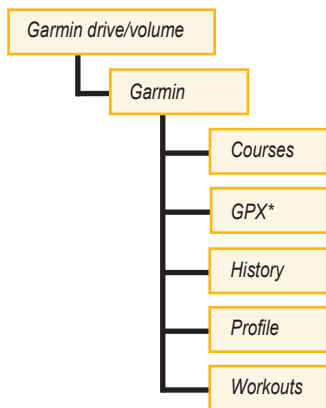 Garmin drive/volume
Garmin
Courses
GPX*
History
Profile
Workouts